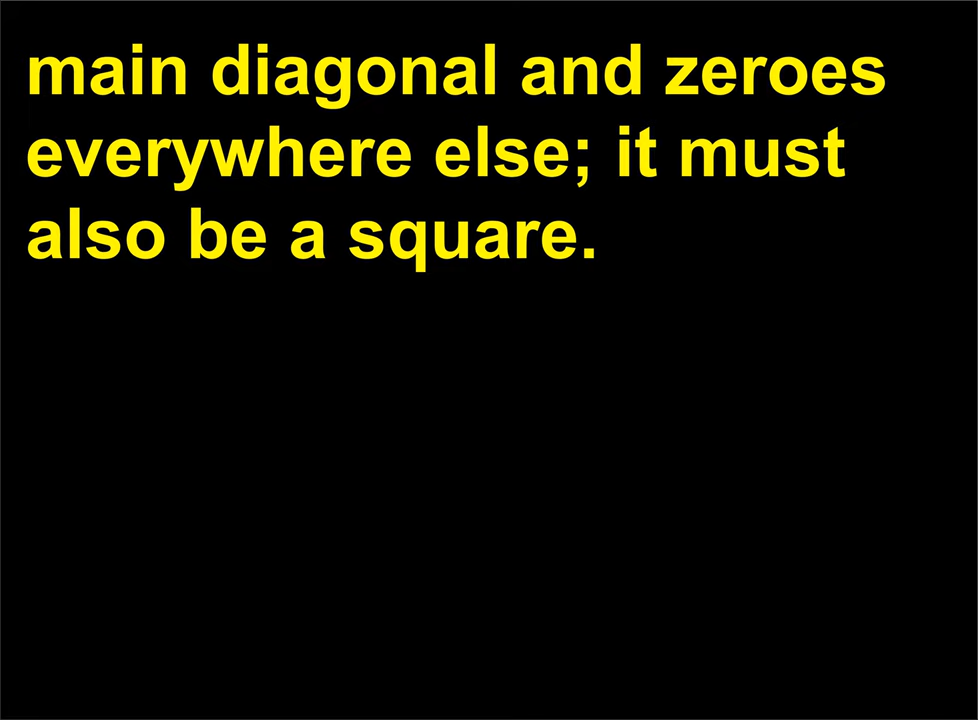 main diagonal and zeroes
everywhere else; it must
also be a square.